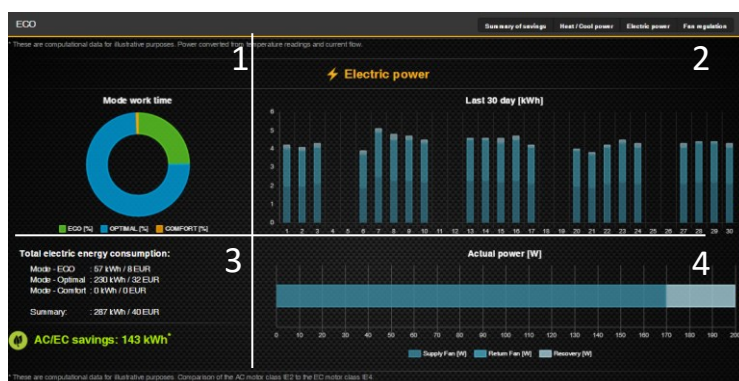 ECO
Summary of savings Heat / Cool power Electric power Fan regulation
* These are computational data for illustrative purposes. Power converted from temperature readings and current flow.
1
2
Electric power
Mode work time
ECO [%] OPTIMAL [%] COMFORT [%]
Last 30 day [kWh]
6
5
4
3
2
1
0
1 2 3 4 5 6 7 8 9 10 11 12 13 14 15 16 17 18 19 20 21 22 23 24 25 26 27 28 29 30
3
Total electric energy consumption:
Mode - ECO : 57 kWh / 8 EUR
Mode - Optimal : 230 kWh / 32 EUR
Mode - Comfort : 0 kWh / 0 EUR
Summary: : 287 kWh / 40 EUR
AC/EC savings: 143 kWh*
4
Actual power [W]
0 10 20 30 40 50 60 70 80 90 100 110 120 130 140 150 160 170 180 190 200
Supply Fan [W] Return Fan [W] Recovery [W]
* These are computational data for illustrative purposes. Comparison of the AC motor class IE2 to the EC motor class IE4